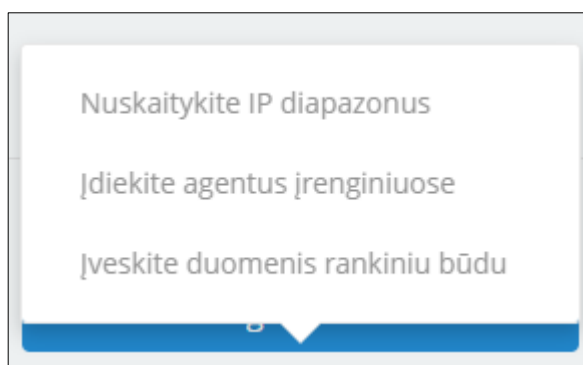 Nuskaitykite IP diapazonus
Įdiekite agentus įrenginiuose
Įveskite duomenis rankiniu būdu